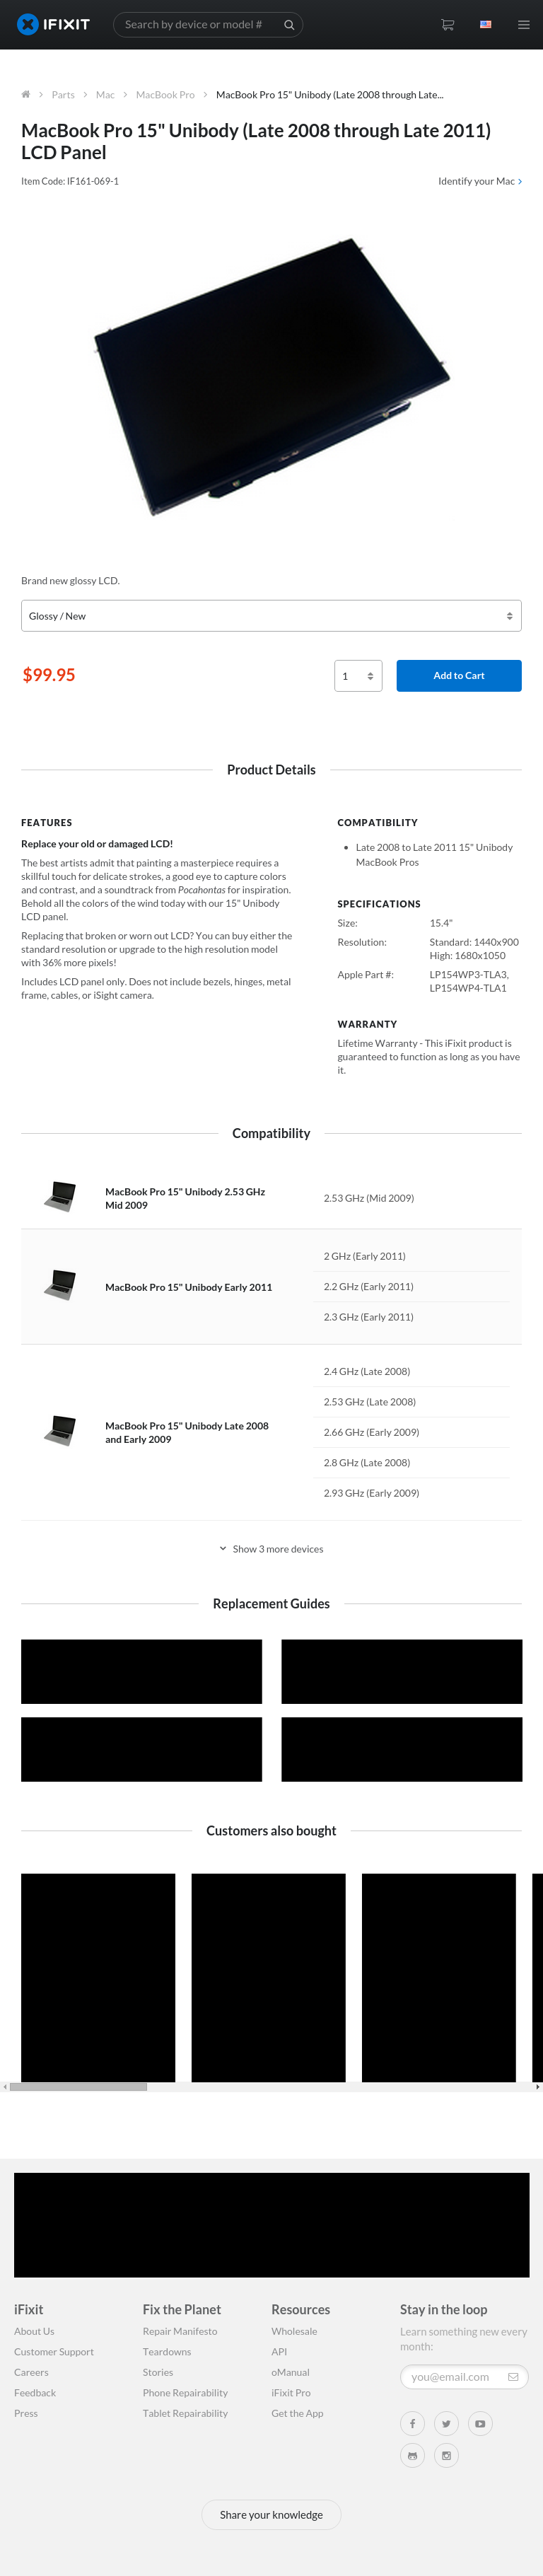 IFIXIT
Search by device or model #
Parts
Mac
MacBook Pro
MacBook Pro 15" Unibody (Late 2008 through Late...
MacBook Pro 15" Unibody (Late 2008 through Late 2011)
LCD Panel
Item Code: IF161-069-1
Identify your Mac
Brand new glossy LCD.
Glossy / New
$99.95
1
Add to Cart
Product Details
FEATURES
Replace your old or damaged LCD!
The best artists admit that painting a masterpiece requires a
skillful touch for delicate strokes, a good eye to capture colors
and contrast, and a soundtrack from Pocahontas for inspiration.
Behold all the colors of the wind today with our 15" Unibody
LCD panel.
Replacing that broken or worn out LCD? You can buy either the
standard resolution or upgrade to the high resolution model
with 36% more pixels!
Includes LCD panel only. Does not include bezels, hinges, metal
frame, cables, or iSight camera.
COMPATIBILITY
Late 2008 to Late 2011 15" Unibody
MacBook Pros
SPECIFICATIONS
Size: 15.4"
Resolution: Standard: 1440x900
High: 1680x1050
Apple Part #: LP154WP3-TLA3,
LP154WP4-TLA1
WARRANTY
Lifetime Warranty - This iFixit product is
guaranteed to function as long as you have
it.
Compatibility
MacBook Pro 15" Unibody 2.53 GHz
Mid 2009
2.53 GHz (Mid 2009)
MacBook Pro 15" Unibody Early 2011
2 GHz (Early 2011)
2.2 GHz (Early 2011)
2.3 GHz (Early 2011)
MacBook Pro 15" Unibody Late 2008
and Early 2009
2.4 GHz (Late 2008)
2.53 GHz (Late 2008)
2.66 GHz (Early 2009)
2.8 GHz (Late 2008)
2.93 GHz (Early 2009)
Show 3 more devices
Replacement Guides
Customers also bought
iFixit
About Us
Customer Support
Careers
Feedback
Press
Fix the Planet
Repair Manifesto
Teardowns
Stories
Phone Repairability
Tablet Repairability
Resources
Wholesale
API
oManual
iFixit Pro
Get the App
Stay in the loop
Learn something new every
month:
you@email.com
Share your knowledge